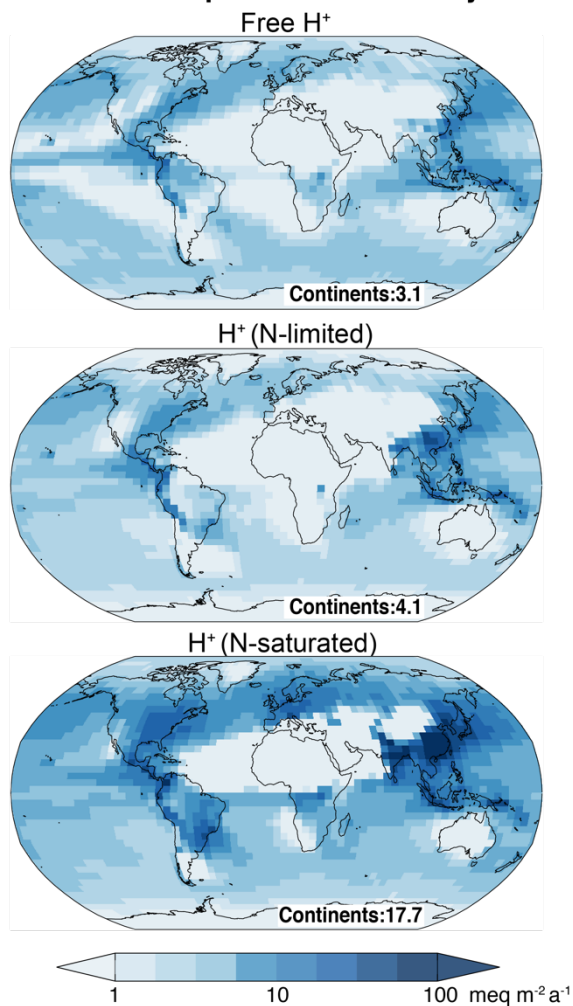 Free H⁺
Continents:3.1
H⁺ (N-limited)
Continents:4.1
H⁺ (N-saturated)
Continents:17.7
1 10 100 meq m⁻² a⁻¹